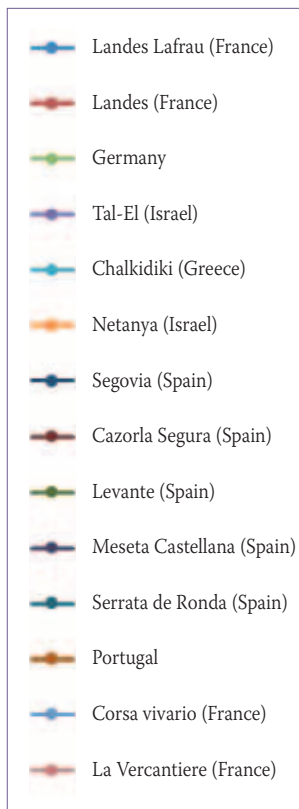 Landes Lafrau (France)
Landes (France)
Germany
Tal-El (Israel)
Chalkidiki (Greece)
Netanya (Israel)
Segovia (Spain)
Cazorla Segura (Spain)
Levante (Spain)
Meseta Castellana (Spain)
Serrata de Ronda (Spain)
Portugal
Corsa vivario (France)
La Vercantiere (France)